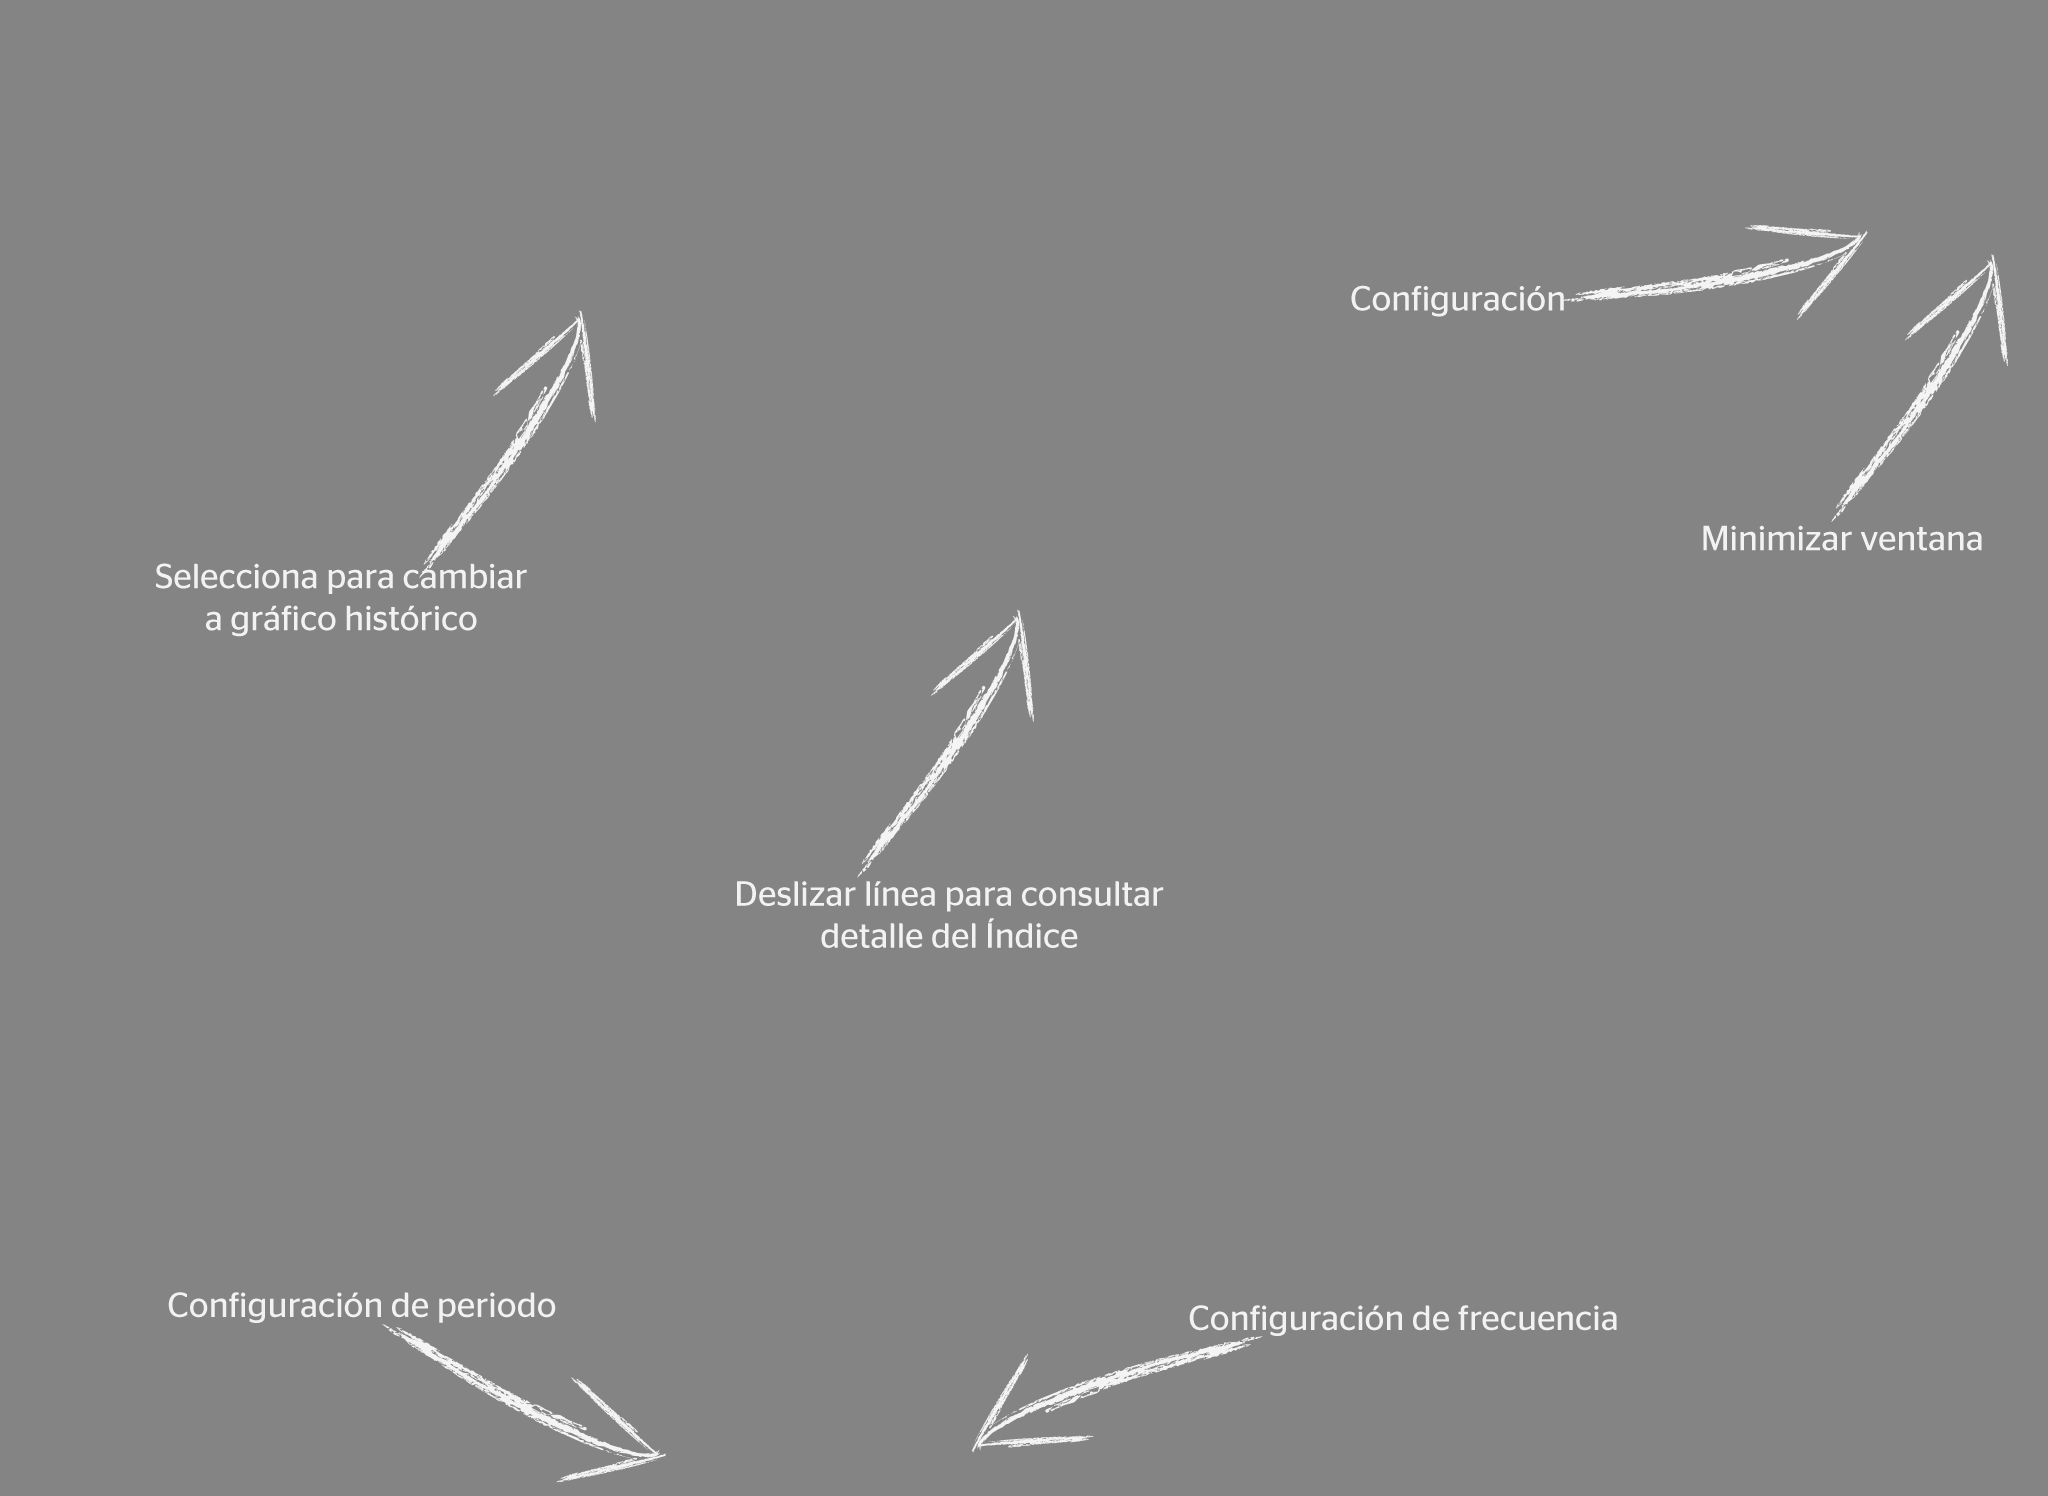 Configuración
Minimizar ventana
Selecciona para cambiar
a gráfico histórico
Deslizar línea para consultar
detalle del Índice
Configuración de periodo
Configuración de frecuencia